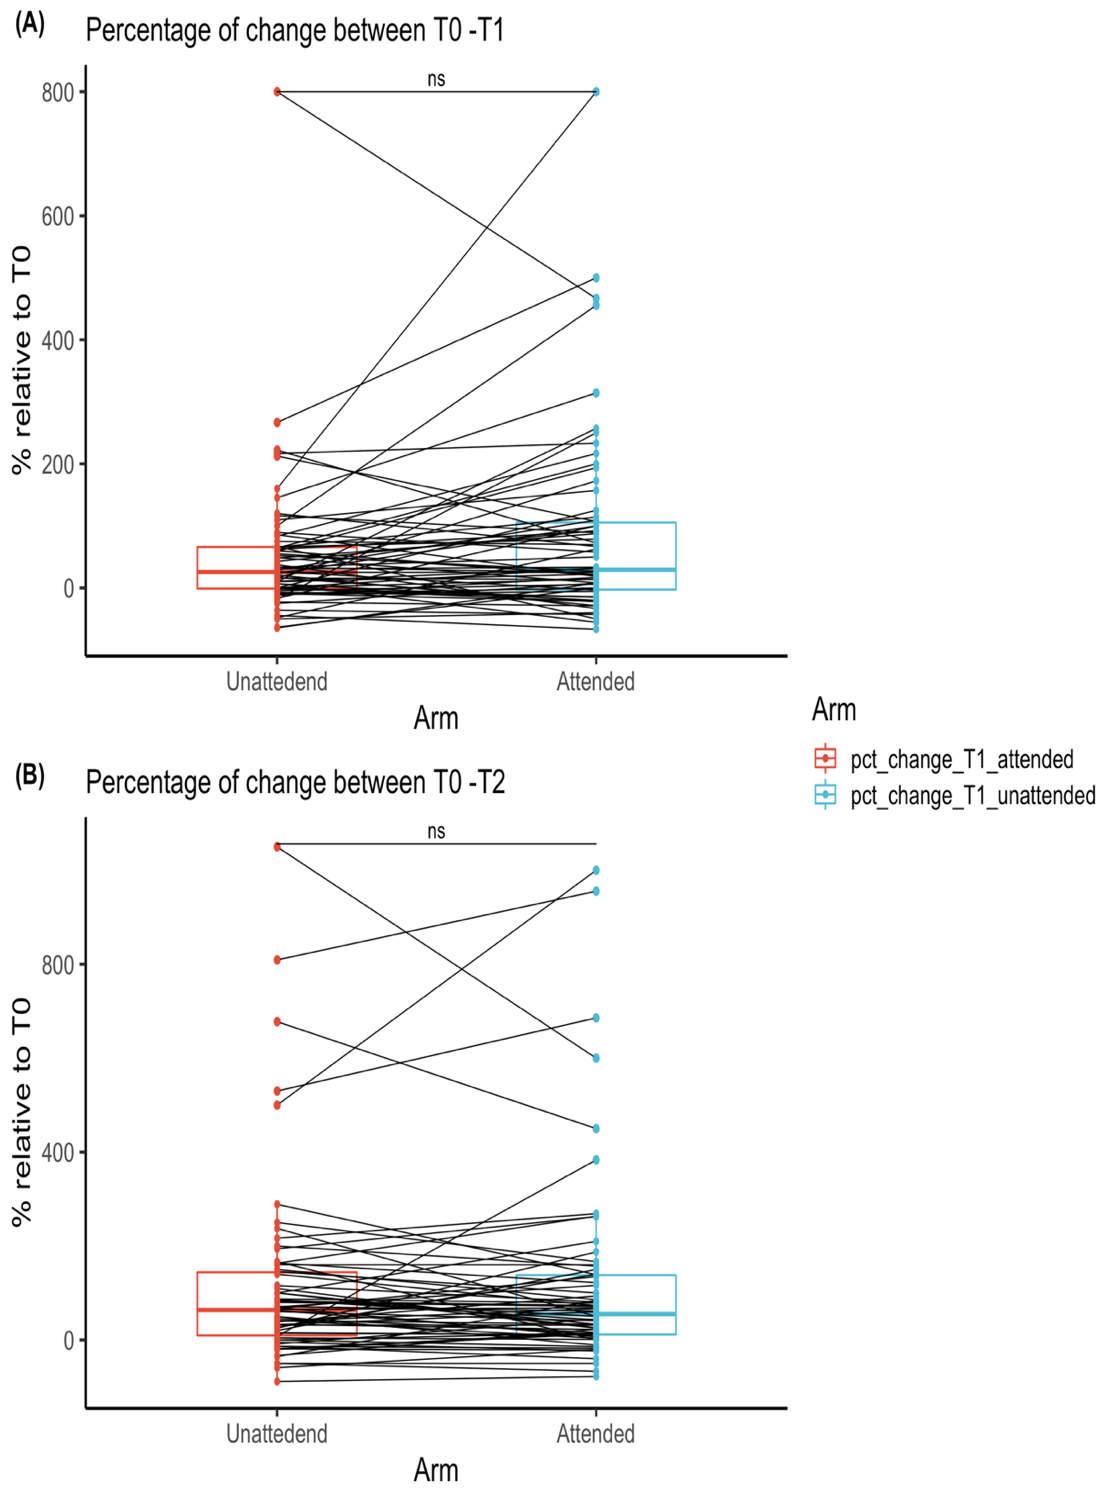 (A)
Percentage of change between T0 -T1
ns
800
600
400
200
0
% relative to T0
Unattedend
Attended
Arm
Arm
pct_change_T1_attended
pct_change_T1_unattended
(B)
Percentage of change between T0 -T2
ns
800
400
0
% relative to T0
Unattedend
Attended
Arm